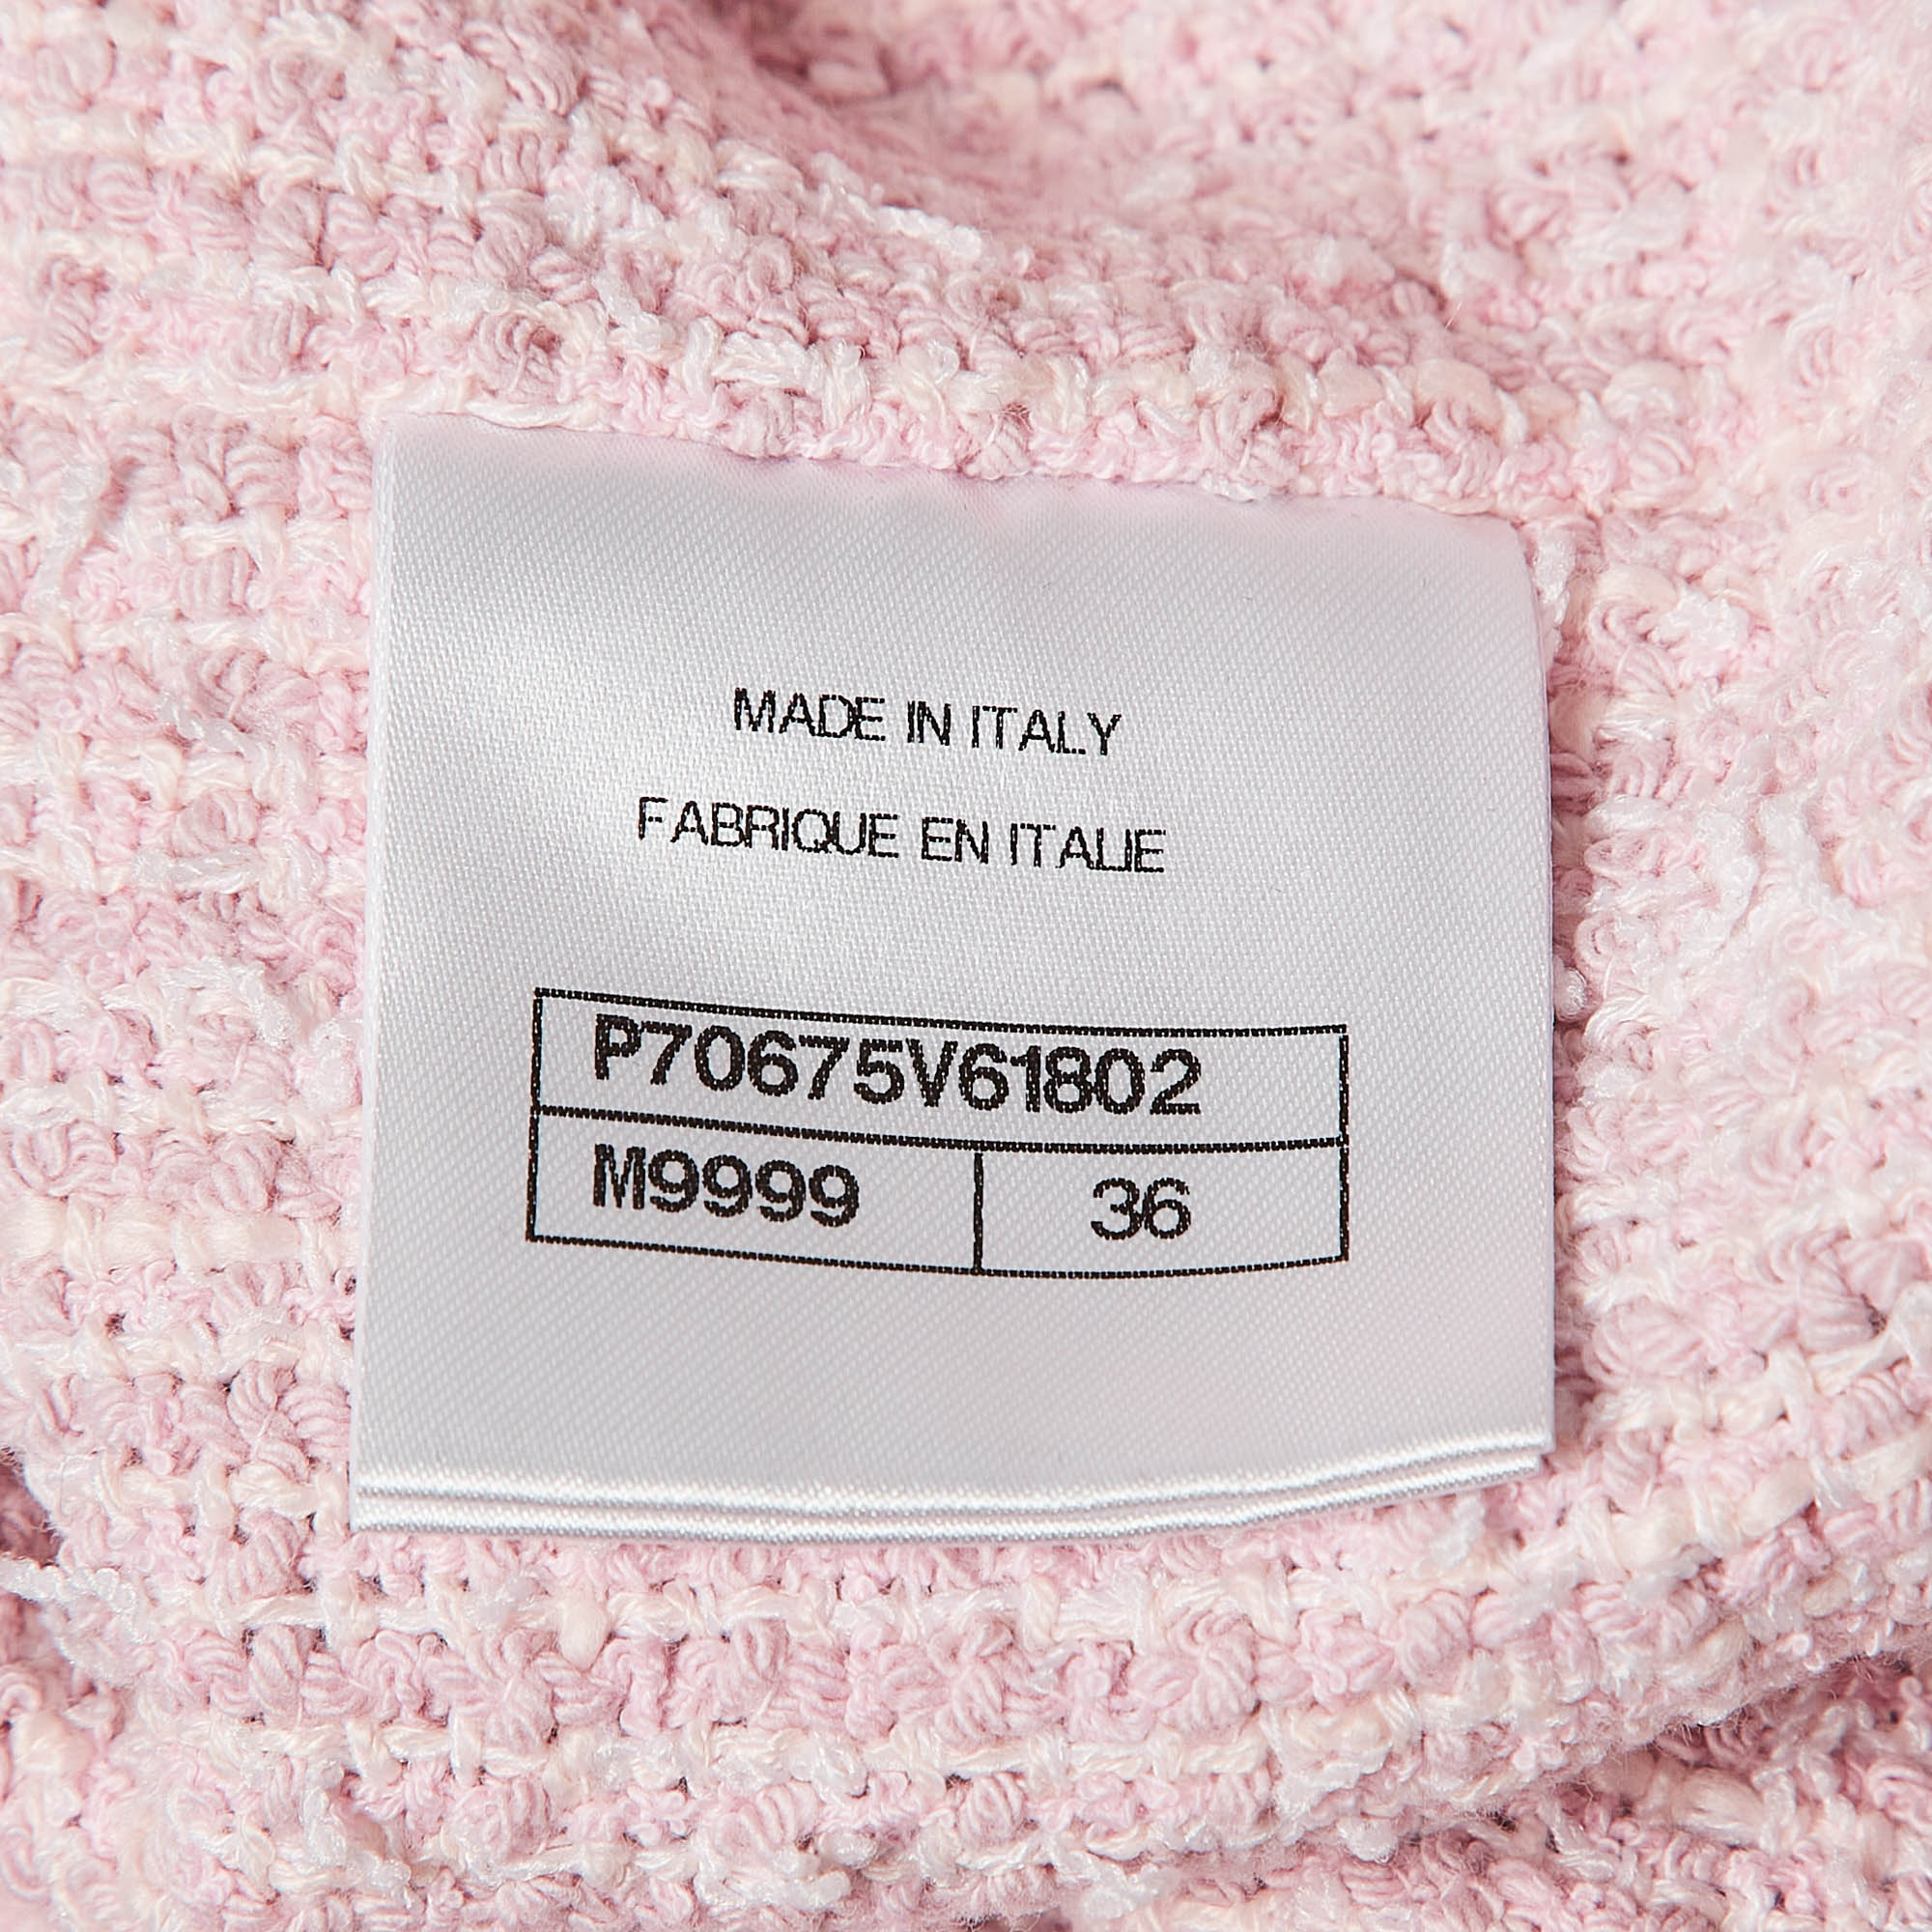 MADE IN ITALY
FABRIQUE EN ITALIE
P70675V61802
M9999 36